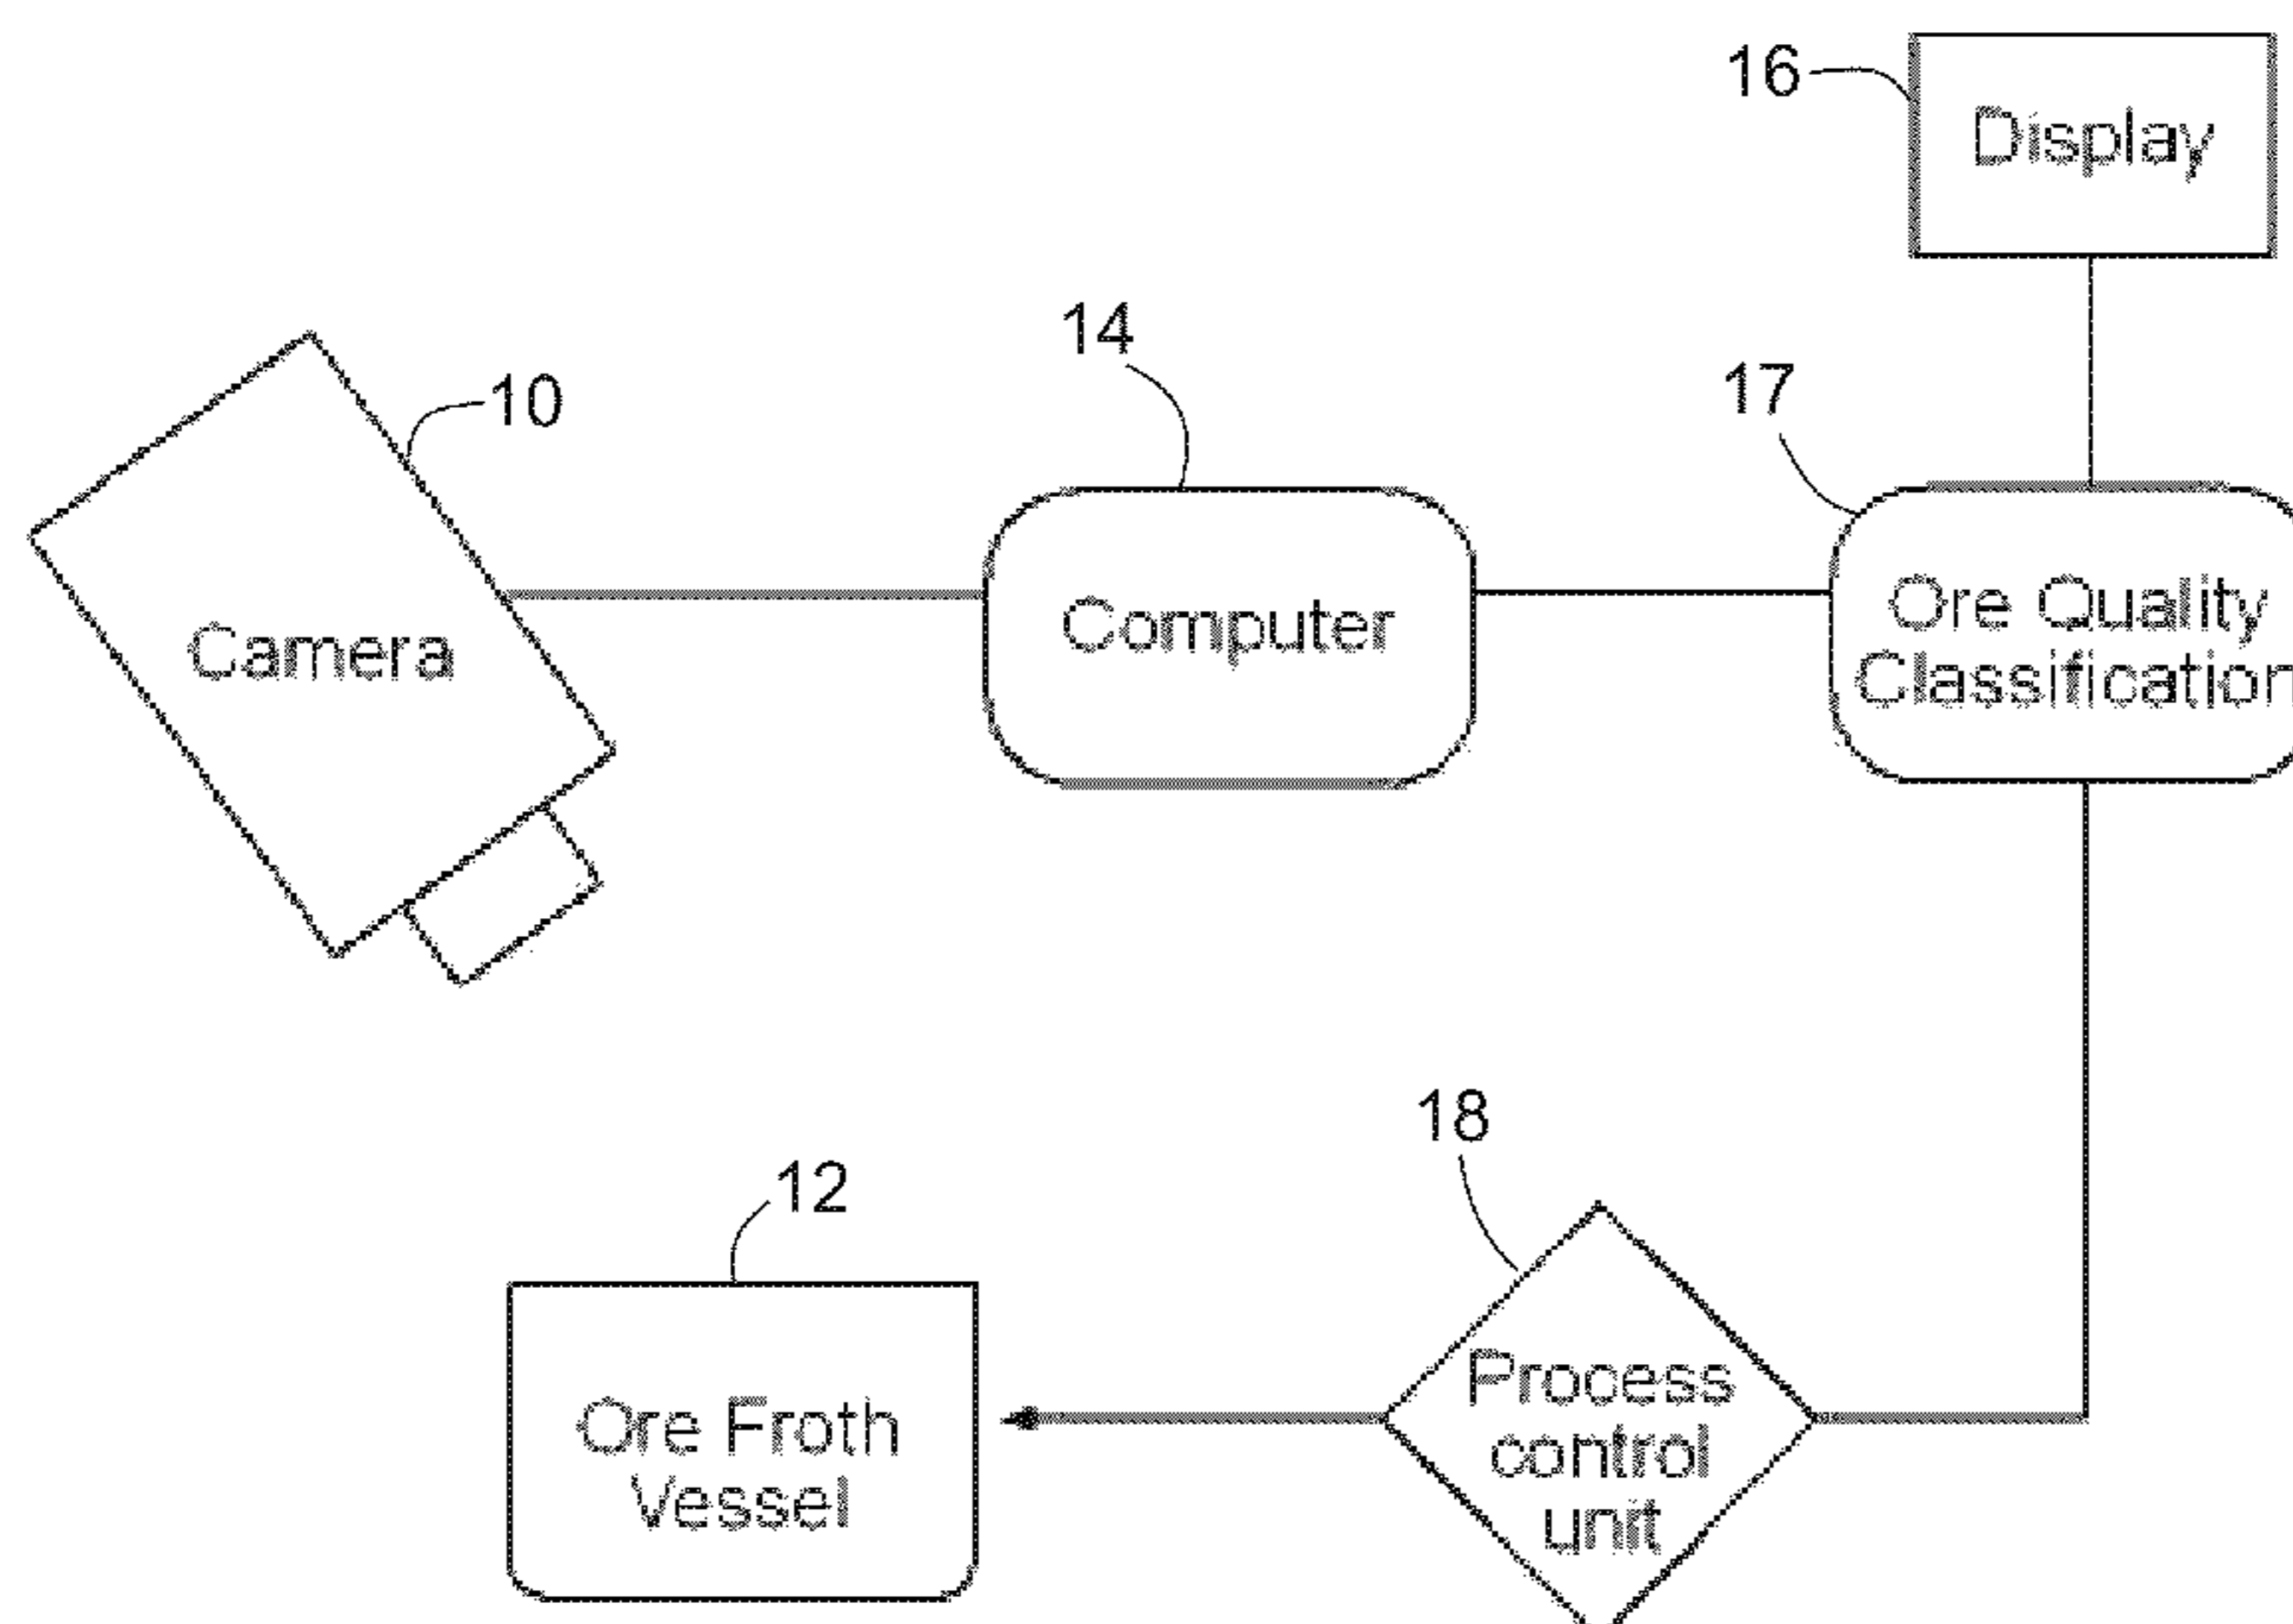 16
Display
14
10
17
Camera
Computer
Ore Quality
Classification
18
12
Process
control
unit
Ore Froth
Vessel